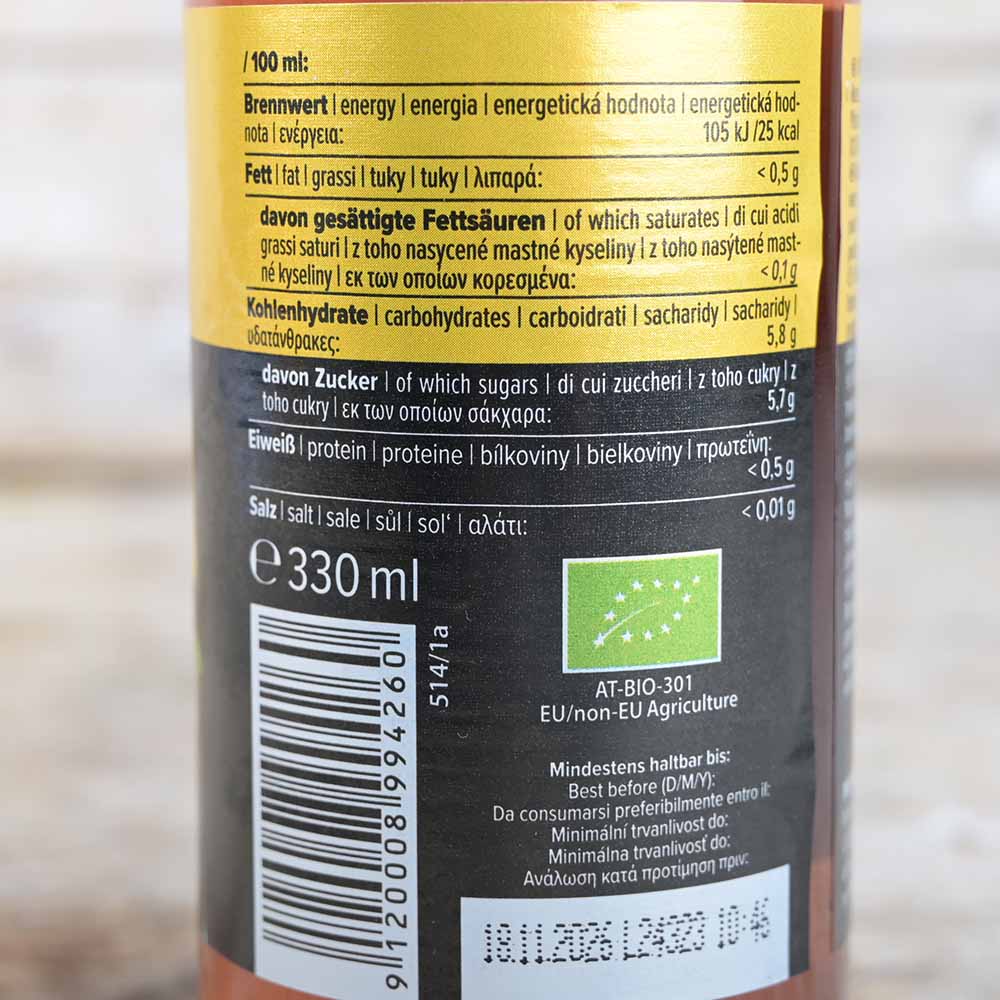 / 100 ml:
Brennwert | energy | energia | energetická hodnota | energetická hod-
nota | ενέργεια: 105 kJ /25 kcal
Fett | fat | grassi | tuky | tuky | λιπαρά: < 0,5 g
davon gesättigte Fettsäuren | of which saturates | di cui acidi
grassi saturi | z toho nasycené mastné kyseliny | z toho nasýtené mast-
né kyseliny | εκ των οποίων κορεσμένα: < 0,1 g
Kohlenhydrate | carbohydrates | carboidrati | sacharidy | sacharidy |
υδατάνθρακες: 5,8 g
davon Zucker | of which sugars | di cui zuccheri | z toho cukry | z
toho cukry | εκ των οποίων σάκχαρα: 5,7 g
Eiweiß | protein | proteine | bílkoviny | bielkoviny | πρωτεΐνη:
< 0,5 g
Salz | salt | sale | sůl | sol‘ | αλάτι: < 0,01 g
℮ 330 ml
514/1a
9 120008 994260
AT-BIO-301
EU/non-EU Agriculture
Mindestens haltbar bis:
Best before (D/M/Y):
Da consumarsi preferibilmente entro il:
Minimální trvanlivost do:
Minimálna trvanlivosť do:
Ανάλωση κατά προτίμηση πριν:
18.11.2026 L24323 10:46